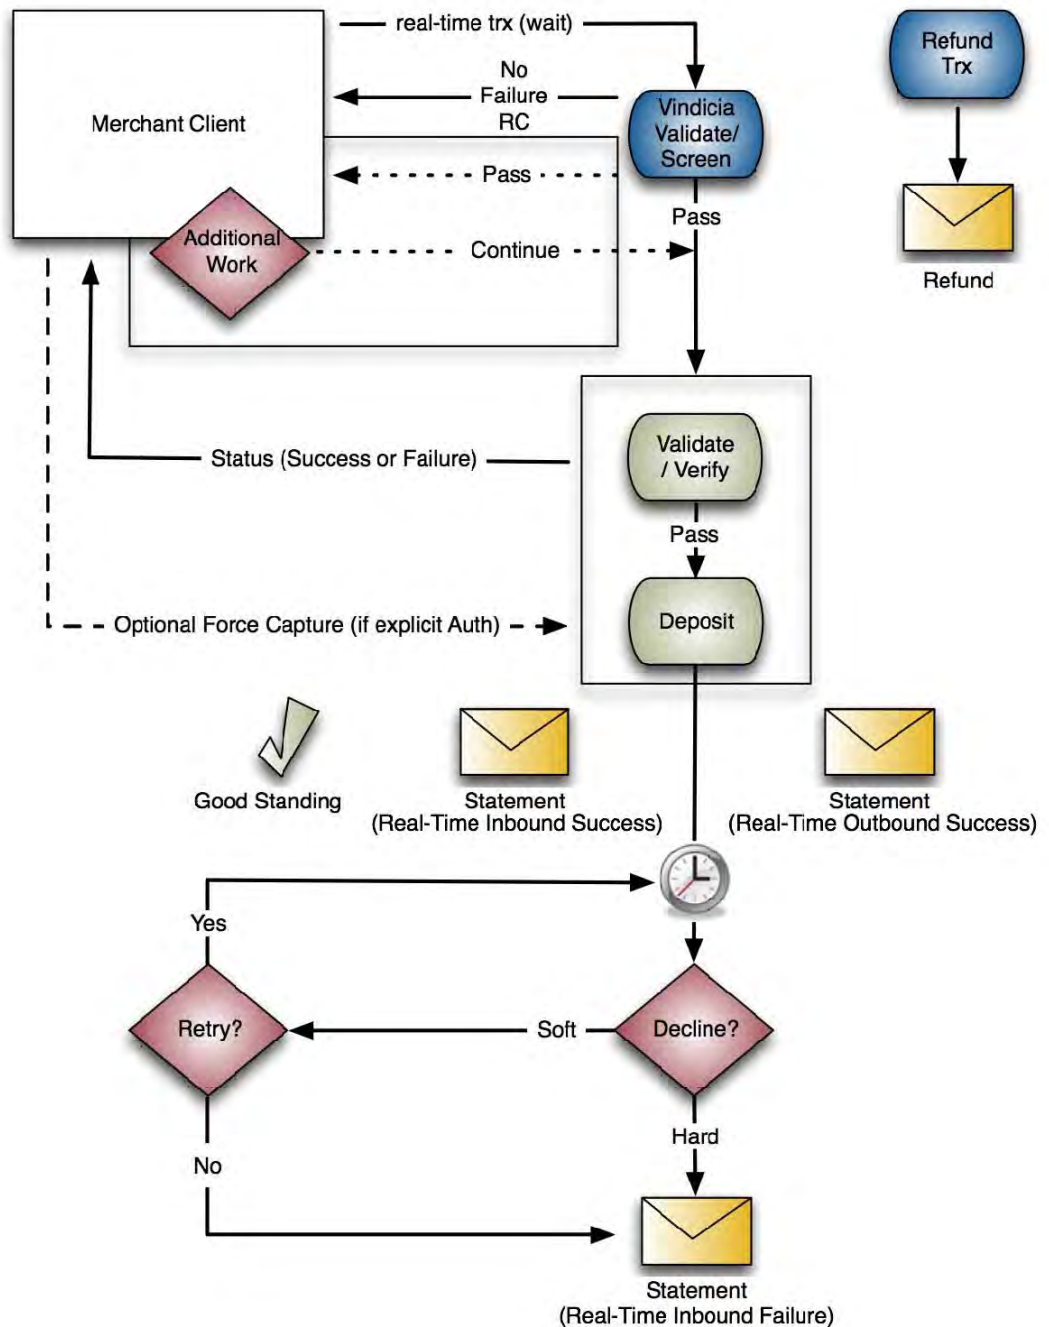 real-time trx (wait)
Refund
Trx
No
Failure
RC
Merchant Client
Vindicia
Validate/
Screen
Pass
Pass
Additional
Work
Continue
Refund
Validate
/ Verify
Status (Success or Failure)
Pass
Optional Force Capture (if explicit Auth)
Deposit
Good Standing
Statement
(Real-Time Inbound Success)
Statement
(Real-Time Outbound Success)
Yes
Retry?
Soft
Decline?
Hard
No
Statement
(Real-Time Inbound Failure)